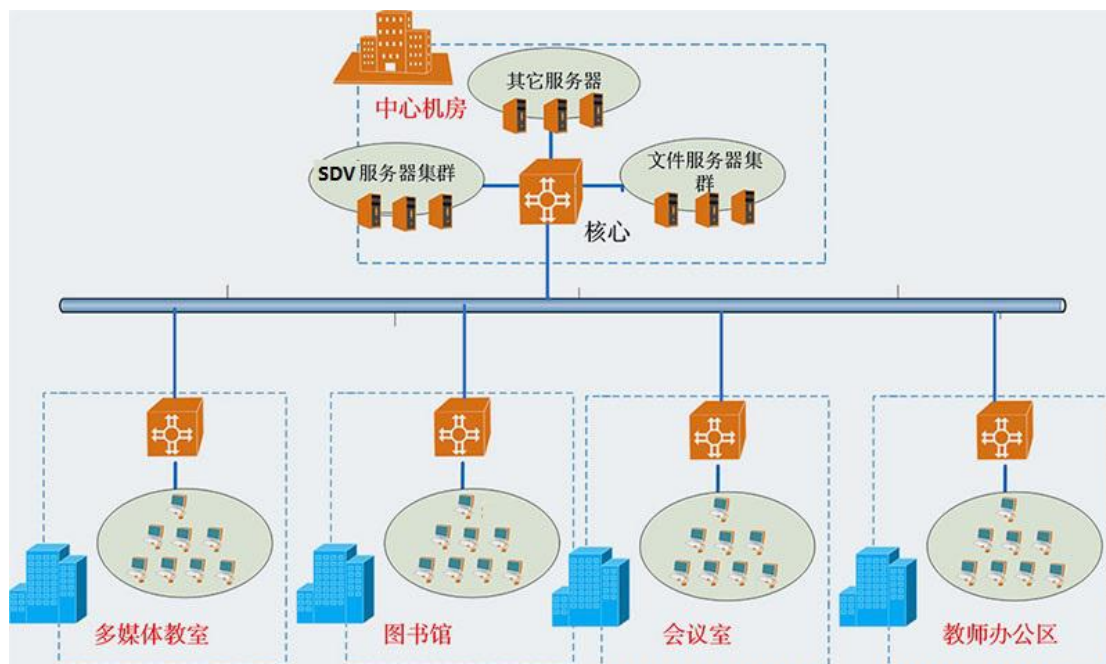 其它服务器
中心机房
SDV 服务器集群
文件服务器集
群
核心
多媒体教室
图书馆
会议室
教师办公区